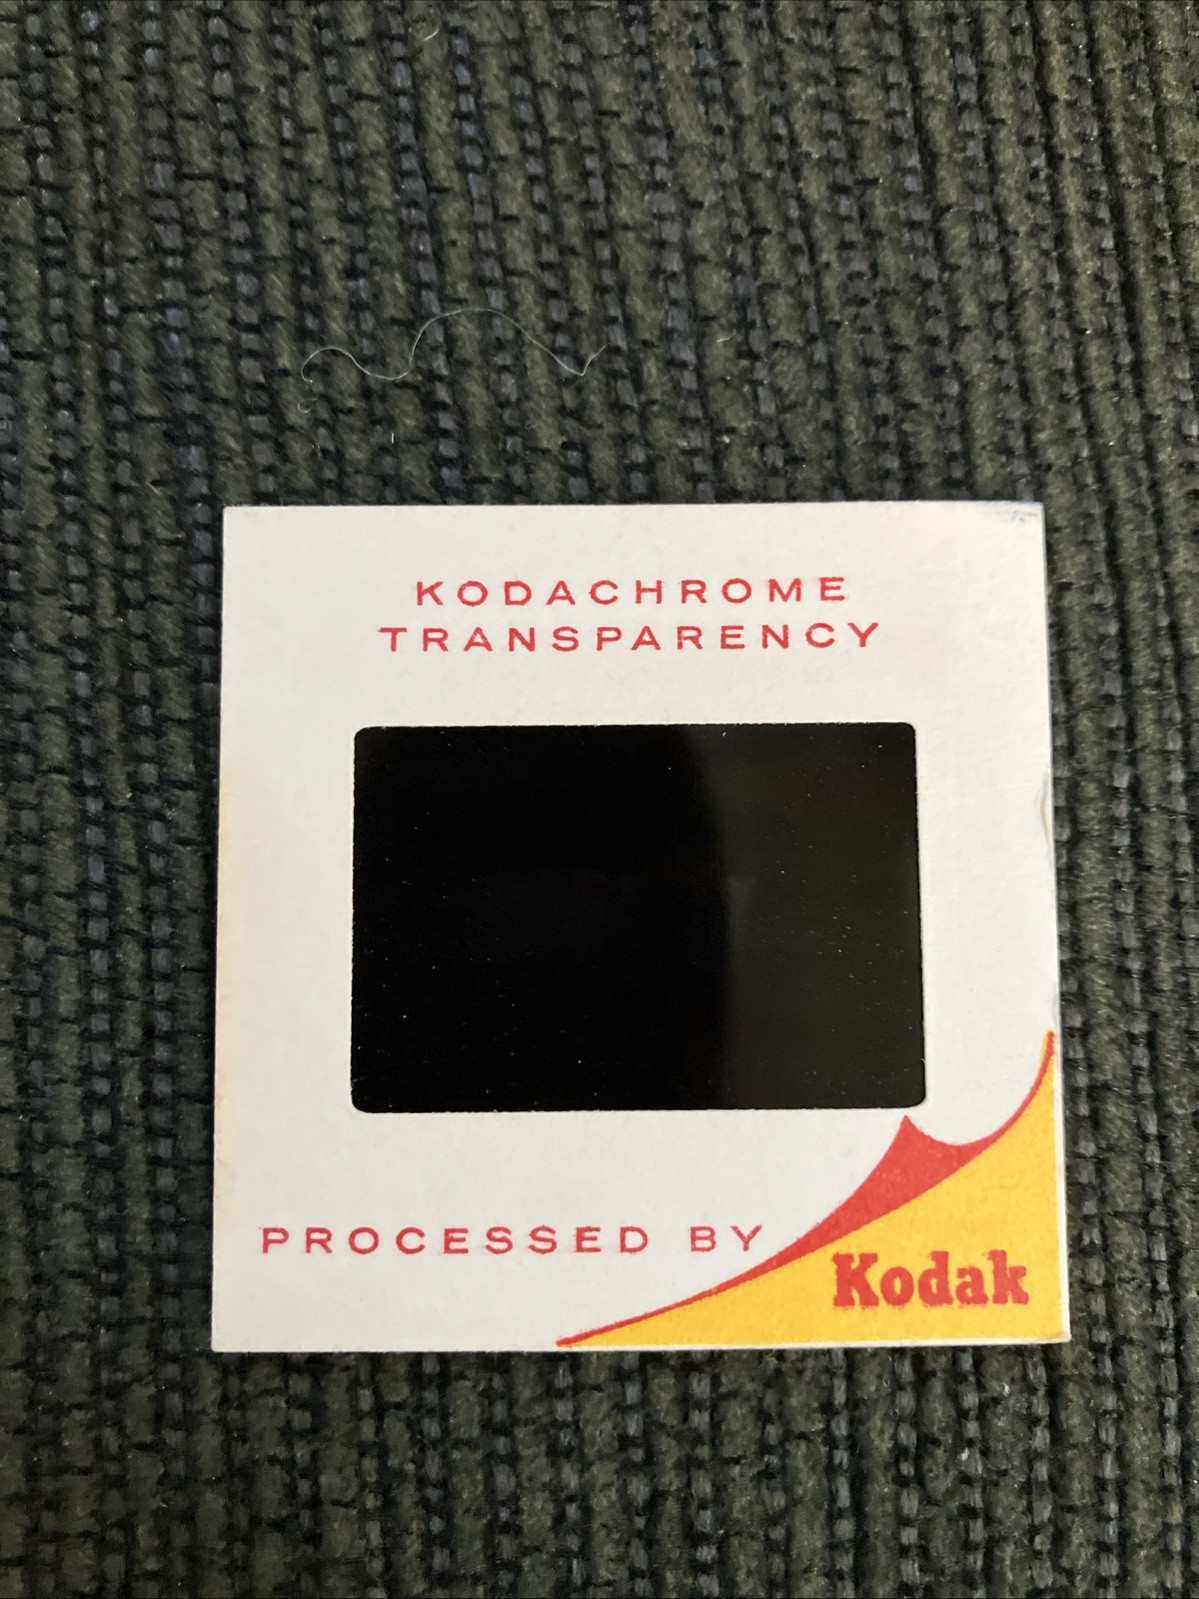 KODACHROME
TRANSPARENCY
PROCESSED BY
Kodak